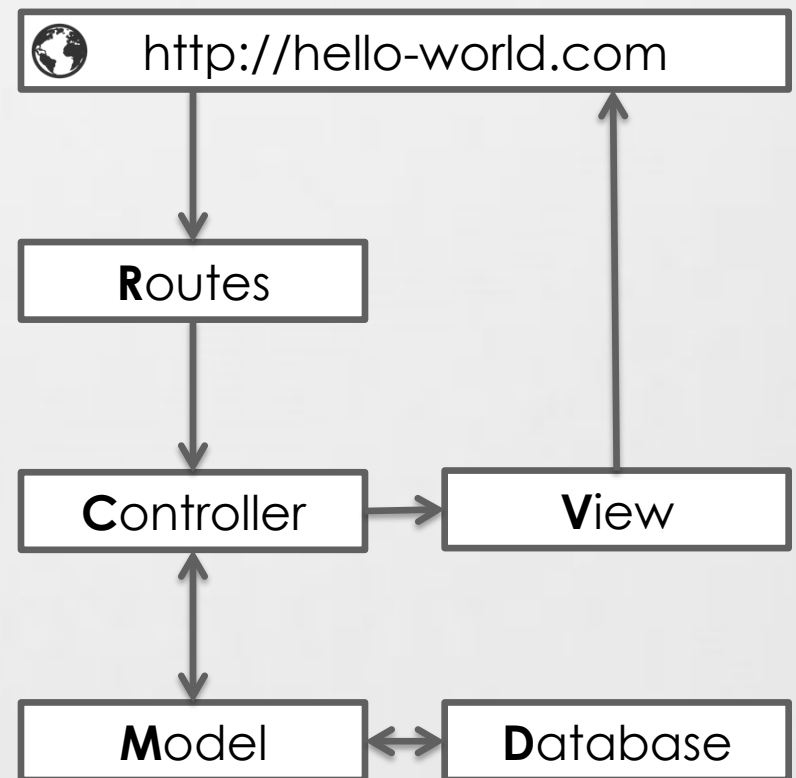 http://hello-world.com
Routes
Controller
View
Model
Database